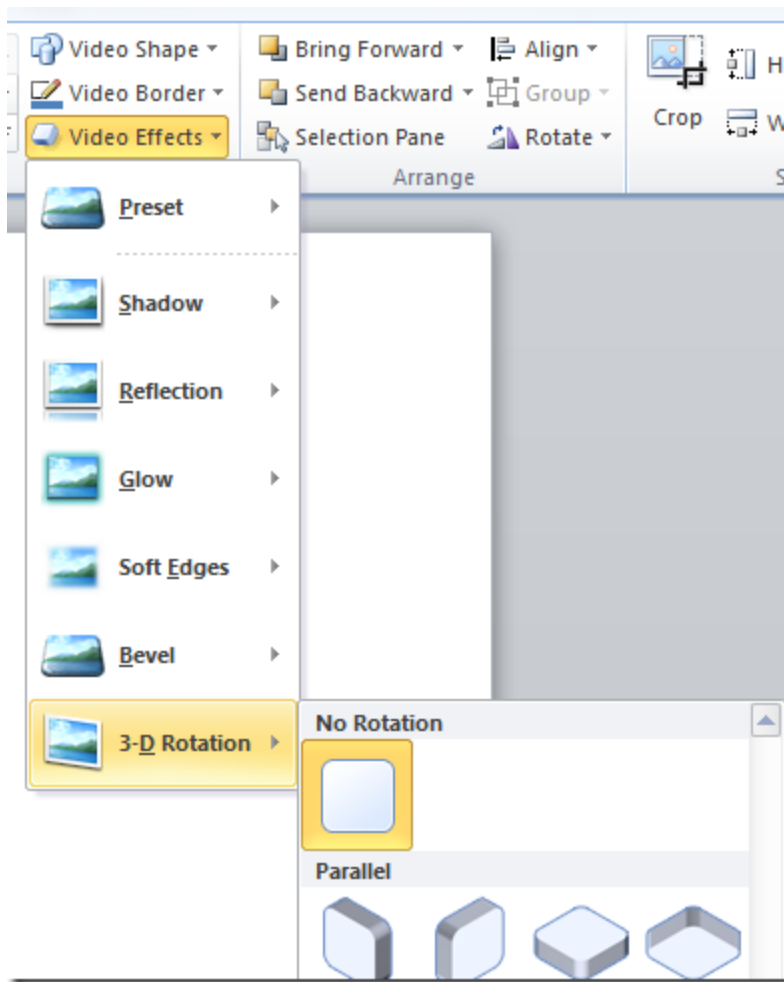 Video Shape
Bring Forward
Align
Video Border
Send Backward
Group
Crop
Video Effects
Selection Pane
Rotate
Arrange
Preset
Shadow
Reflection
Glow
Soft Edges
Bevel
3-D Rotation
No Rotation
Parallel